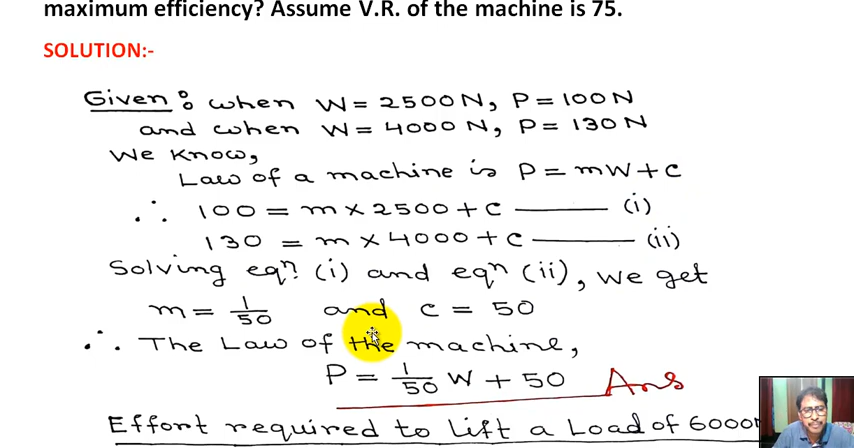 maximum efficiency? Assume V.R. of the machine is 75.
SOLUTION:-
Given : when W = 2500 N, P = 100 N
and when W = 4000 N, P = 130 N
We know,
Law of a machine is P = mW + C
∴ 100 = m × 2500 + C —— (i)
130 = m × 4000 + C —— (ii)
Solving eqn. (i) and eqn (ii), we get
m = 1/50 and c = 50
∴ The Law of the machine,
P = 1/50 W + 50 Ans
Effort required to lift a Load of 6000N